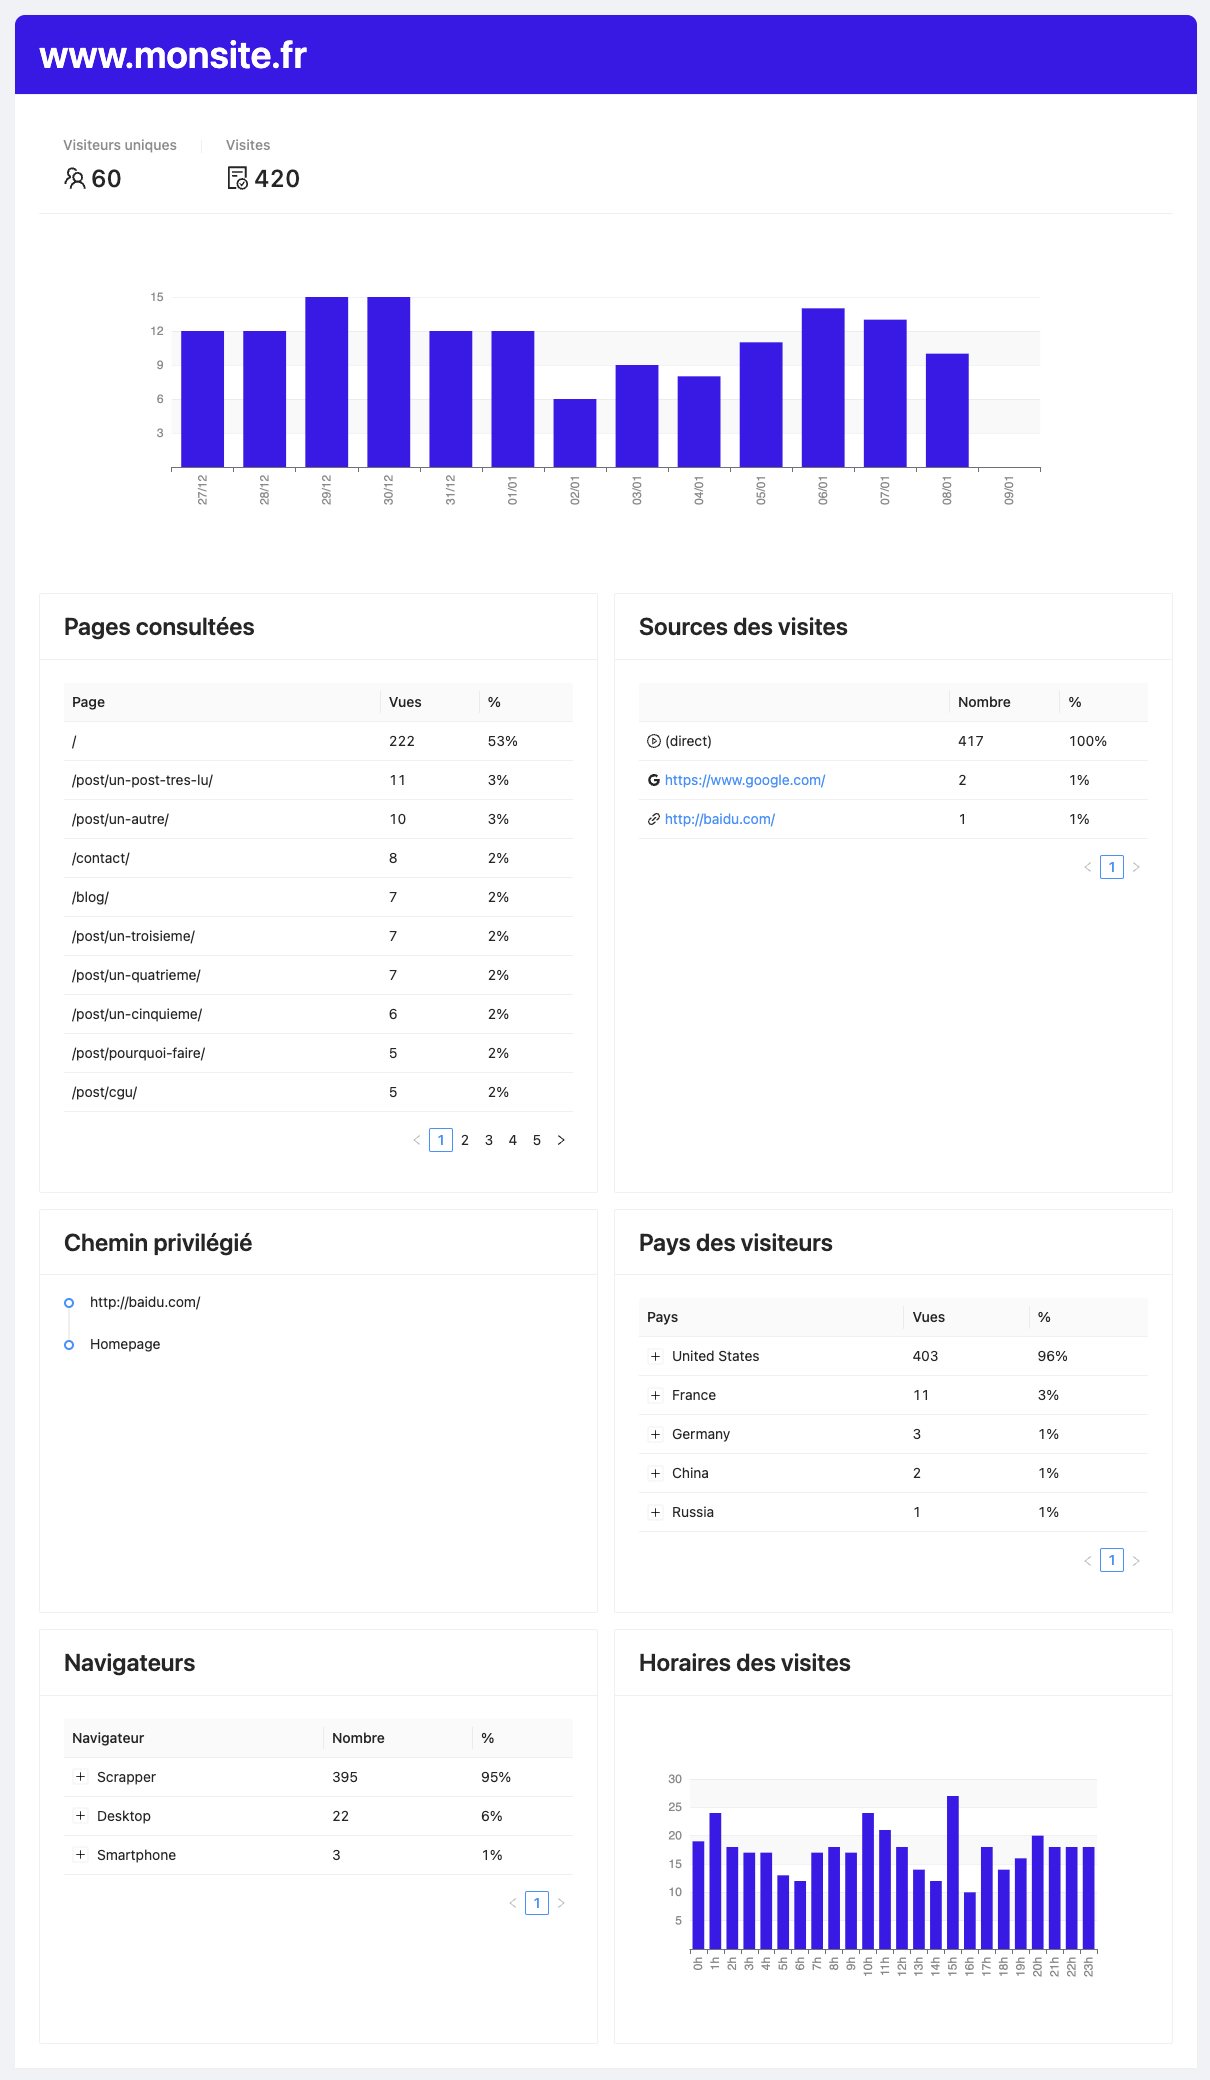 www.monsite.fr
Visiteurs uniques
60
Visites
420
15
12
9
6
3
27/12
28/12
29/12
30/12
31/12
01/01
02/01
03/01
04/01
05/01
06/01
07/01
08/01
09/01
Pages consultées
Page Vues %
/ 222 53%
/post/un-post-tres-lu/ 11 3%
/post/un-autre/ 10 3%
/contact/ 8 2%
/blog/ 7 2%
/post/un-troisieme/ 7 2%
/post/un-quatrieme/ 7 2%
/post/un-cinquieme/ 6 2%
/post/pourquoi-faire/ 5 2%
/post/cgu/ 5 2%
< 1 2 3 4 5 >
Sources des visites
Nombre %
(direct) 417 100%
https://www.google.com/ 2 1%
http://baidu.com/ 1 1%
< 1 >
Chemin privilégié
http://baidu.com/
Homepage
Pays des visiteurs
Pays Vues %
+ United States 403 96%
+ France 11 3%
+ Germany 3 1%
+ China 2 1%
+ Russia 1 1%
< 1 >
Navigateurs
Navigateur Nombre %
+ Scrapper 395 95%
+ Desktop 22 6%
+ Smartphone 3 1%
< 1 >
Horaires des visites
30
25
20
15
10
5
0h
1h
2h
3h
4h
5h
6h
7h
8h
9h
10h
11h
12h
13h
14h
15h
16h
17h
18h
19h
20h
21h
22h
23h